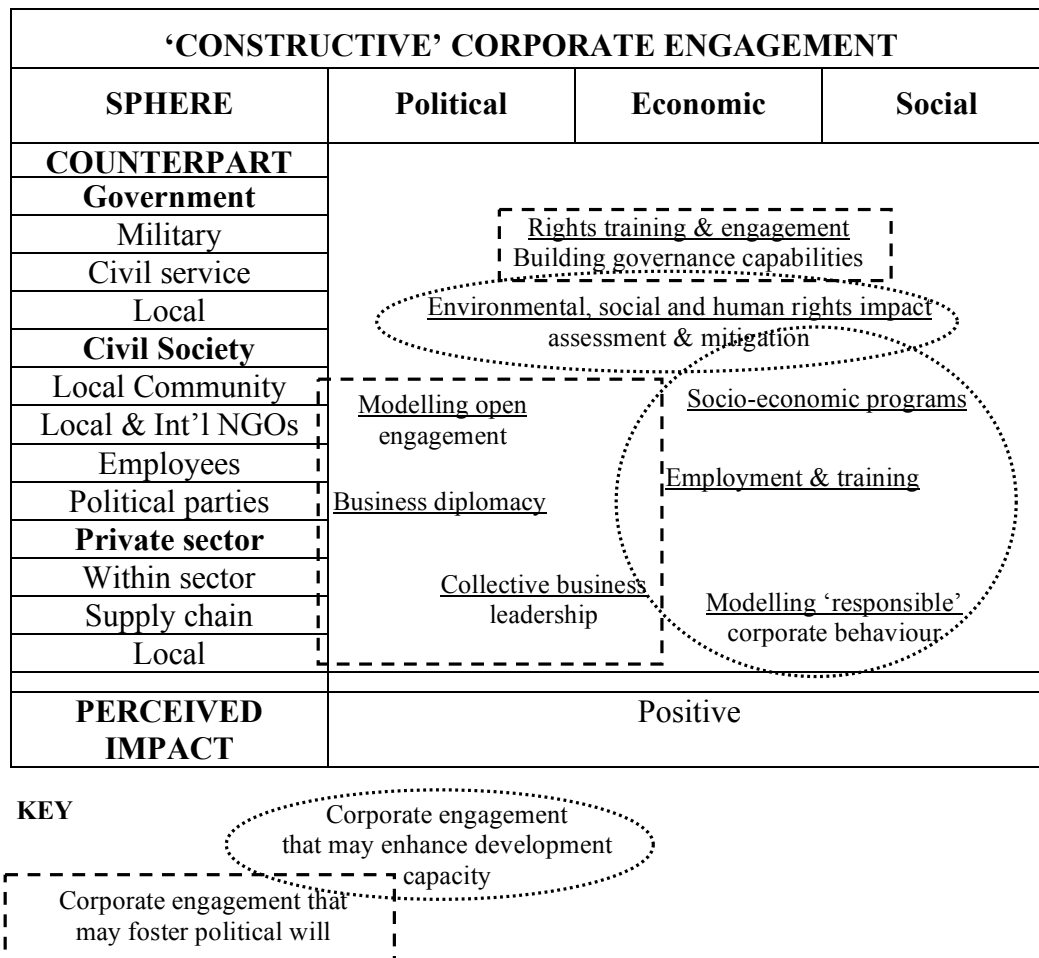 ‘CONSTRUCTIVE’ CORPORATE ENGAGEMENT
SPHERE Political Economic Social
COUNTERPART
Government
Military
Civil service
Local
Civil Society
Local Community
Local & Int’l NGOs
Employees
Political parties
Private sector
Within sector
Supply chain
Local
Rights training & engagement
Building governance capabilities
Environmental, social and human rights impact
assessment & mitigation
Modelling open
engagement
Socio-economic programs
Employment & training
Business diplomacy
Collective business
leadership
Modelling ‘responsible’
corporate behaviour
PERCEIVED
IMPACT
Positive
KEY
Corporate engagement
that may enhance development
capacity
Corporate engagement that
may foster political will